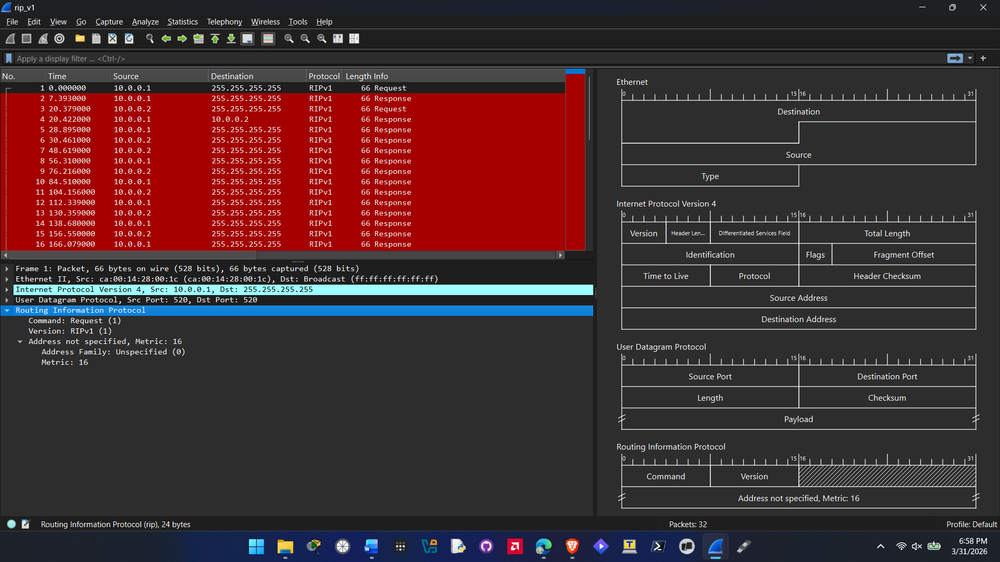 rip_v1
File Edit View Go Capture Analyze Statistics Telephony Wireless Tools Help
Apply a display filter ... <Ctrl-/>
No. Time Source Destination Protocol Length Info
1 0.000000 10.0.0.1 255.255.255.255 RIPv1 66 Request
2 7.393000 10.0.0.1 255.255.255.255 RIPv1 66 Response
3 20.379000 10.0.0.2 255.255.255.255 RIPv1 66 Request
4 20.422000 10.0.0.1 10.0.0.2 RIPv1 66 Response
5 28.895000 10.0.0.1 255.255.255.255 RIPv1 66 Response
6 30.461000 10.0.0.2 255.255.255.255 RIPv1 66 Response
7 48.619000 10.0.0.2 255.255.255.255 RIPv1 66 Response
8 56.310000 10.0.0.1 255.255.255.255 RIPv1 66 Response
9 76.216000 10.0.0.2 255.255.255.255 RIPv1 66 Response
10 84.510000 10.0.0.1 255.255.255.255 RIPv1 66 Response
11 104.156000 10.0.0.2 255.255.255.255 RIPv1 66 Response
12 112.339000 10.0.0.1 255.255.255.255 RIPv1 66 Response
13 130.359000 10.0.0.2 255.255.255.255 RIPv1 66 Response
14 138.680000 10.0.0.1 255.255.255.255 RIPv1 66 Response
15 156.550000 10.0.0.2 255.255.255.255 RIPv1 66 Response
16 166.079000 10.0.0.1 255.255.255.255 RIPv1 66 Response
Frame 1: Packet, 66 bytes on wire (528 bits), 66 bytes captured (528 bits)
Ethernet II, Src: ca:00:14:28:00:1c (ca:00:14:28:00:1c), Dst: Broadcast (ff:ff:ff:ff:ff:ff)
Internet Protocol Version 4, Src: 10.0.0.1, Dst: 255.255.255.255
User Datagram Protocol, Src Port: 520, Dst Port: 520
Routing Information Protocol
Command: Request (1)
Version: RIPv1 (1)
Address not specified, Metric: 16
Address Family: Unspecified (0)
Metric: 16
Ethernet
0 15 16 31
Destination
Source
Type
Internet Protocol Version 4
0 15 16 31
Version Header Len... Differentiated Services Field Total Length
Identification Flags Fragment Offset
Time to Live Protocol Header Checksum
Source Address
Destination Address
User Datagram Protocol
0 15 16 31
Source Port Destination Port
Length Checksum
Payload
Routing Information Protocol
0 15 16 31
Command Version
Address not specified, Metric: 16
Routing Information Protocol (rip), 24 bytes Packets: 32 Profile: Default
6:58 PM
3/31/2026